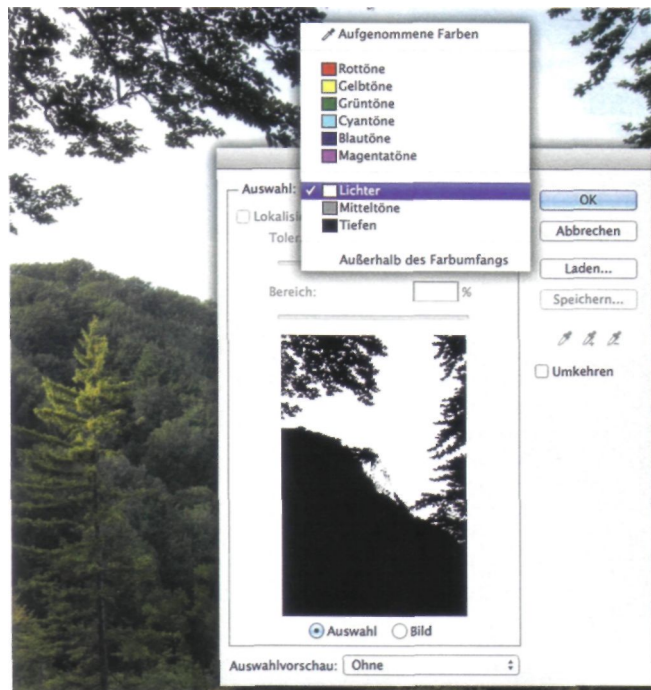 Aufgenommene Farben
Rottöne
Gelbtöne
Grüntöne
Cyantöne
Blautöne
Magentatöne
Auswahl: ✓ Lichter
Mitteltöne
Tiefen
Außerhalb des Farbumfangs
OK
Abbrechen
Laden...
Bereich: %
Speichern...
Umkehren
Auswahl Bild
Auswahlvorschau: Ohne